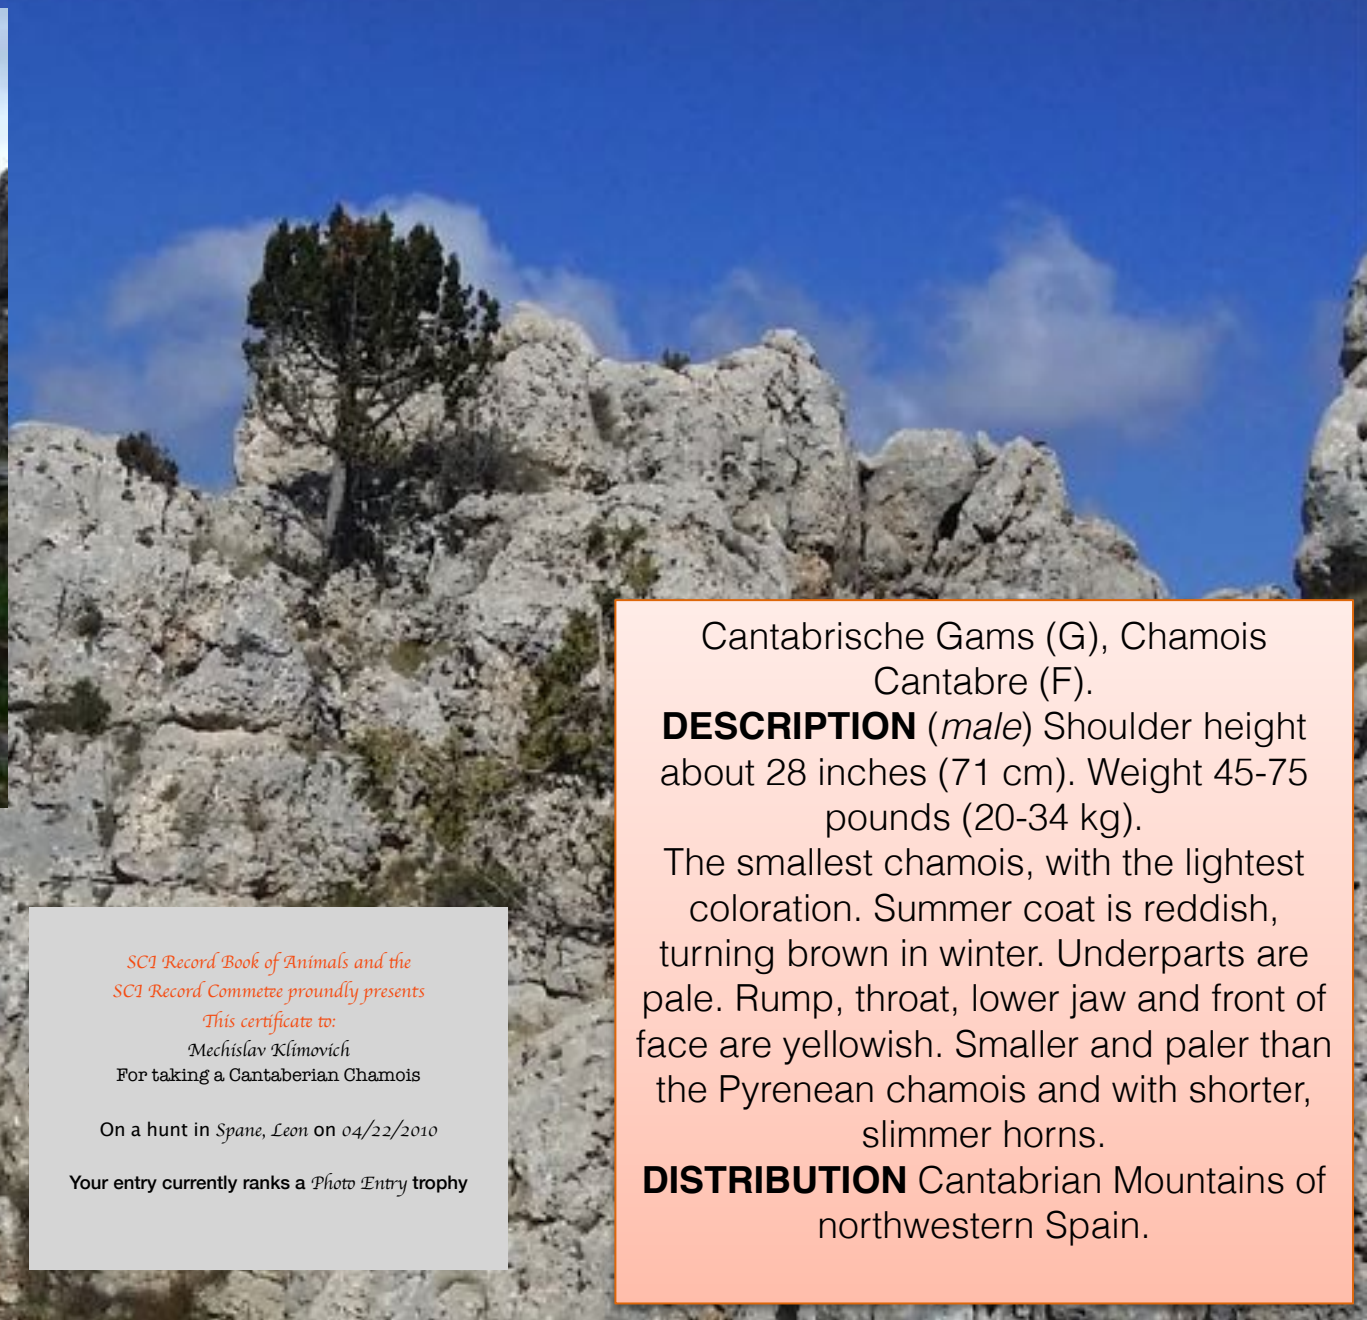 Cantabrische Gams (G), Chamois
Cantabre (F).
DESCRIPTION (male) Shoulder height
about 28 inches (71 cm). Weight 45-75
pounds (20-34 kg).
The smallest chamois, with the lightest
coloration. Summer coat is reddish,
turning brown in winter. Underparts are
pale. Rump, throat, lower jaw and front of
face are yellowish. Smaller and paler than
the Pyrenean chamois and with shorter,
slimmer horns.
DISTRIBUTION Cantabrian Mountains of
northwestern Spain.
SCI Record Book of Animals and the
SCI Record Commetee proundly presents
This certificate to:
Mechislav Klimovich
For taking a Cantaberian Chamois
On a hunt in Spane, Leon on 04/22/2010
Your entry currently ranks a Photo Entry trophy